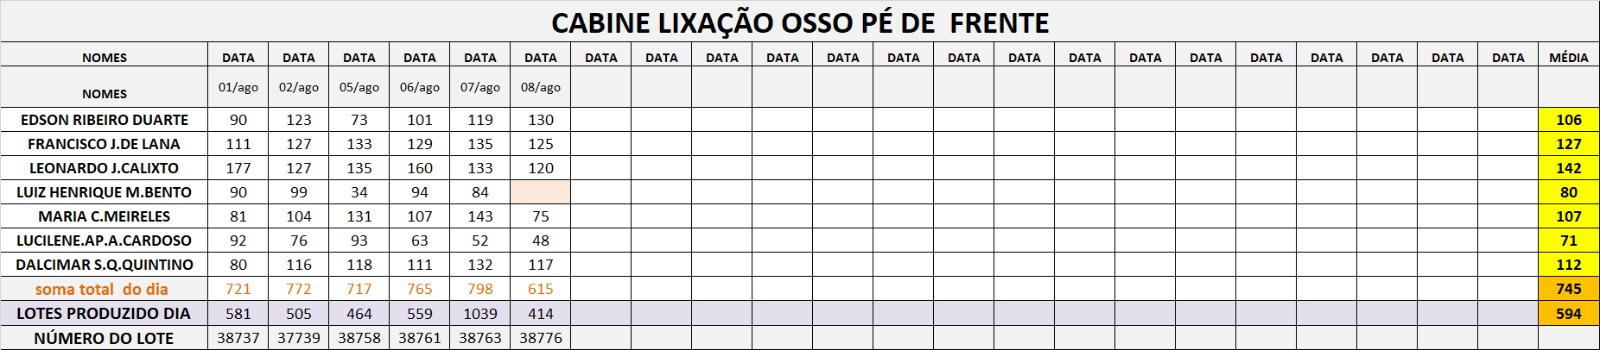 CABINE LIXAÇÃO OSSO PÉ DE FRENTE
NOMES DATA DATA DATA DATA DATA DATA DATA DATA DATA DATA DATA DATA DATA DATA DATA DATA DATA DATA DATA DATA DATA DATA MÉDIA
NOMES 01/ago 02/ago 05/ago 06/ago 07/ago 08/ago
EDSON RIBEIRO DUARTE 90 123 73 101 119 130 106
FRANCISCO J.DE LANA 111 127 133 129 135 125 127
LEONARDO J.CALIXTO 177 127 135 160 133 120 142
LUIZ HENRIQUE M.BENTO 90 99 34 94 84 80
MARIA C.MEIRELES 81 104 131 107 143 75 107
LUCILENE.AP.A.CARDOSO 92 76 93 63 52 48 71
DALCIMAR S.Q.QUINTINO 80 116 118 111 132 117 112
soma total do dia 721 772 717 765 798 615 745
LOTES PRODUZIDO DIA 581 505 464 559 1039 414 594
NÚMERO DO LOTE 38737 37739 38758 38761 38763 38776